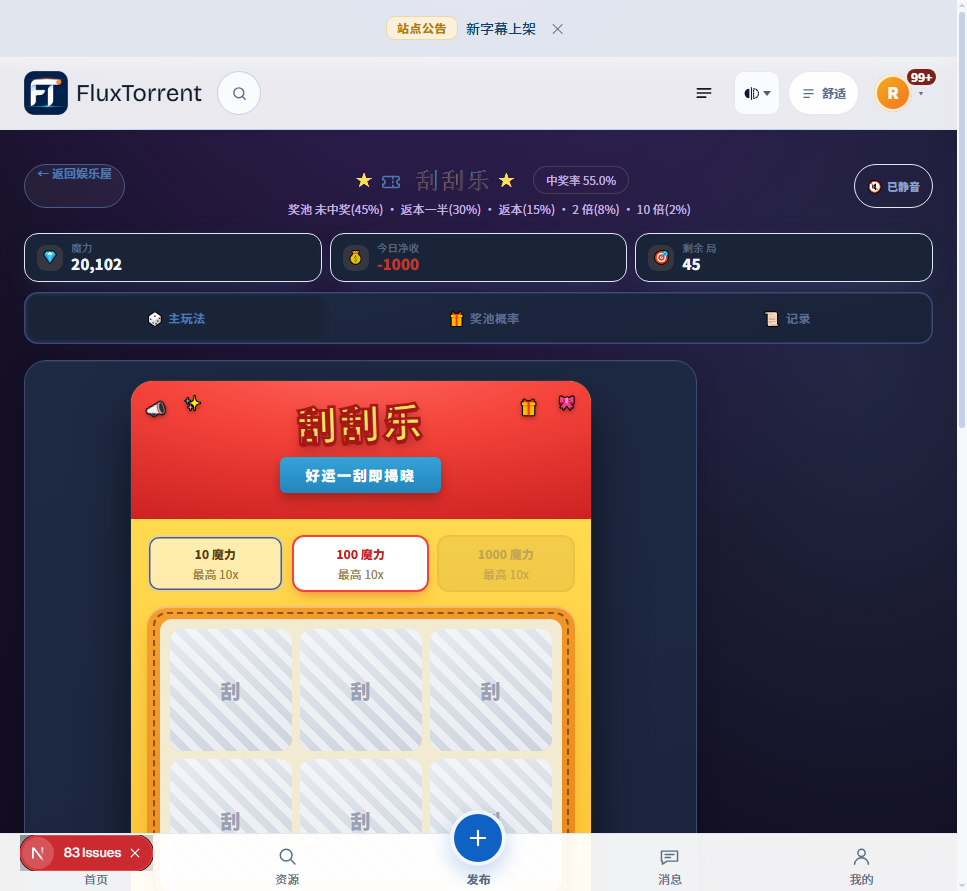 站点公告 新字幕上架
FluxTorrent
舒适
R
99+
←返回娱乐屋
刮刮乐
中奖率 55.0%
已静音
奖池 未中奖(45%) • 返本一半(30%) • 返本(15%) • 2 倍(8%) • 10 倍(2%)
魔力
20,102
今日净收
-1000
剩余 局
45
主玩法
奖池概率
记录
刮刮乐
好运一刮即揭晓
10 魔力
最高 10x
100 魔力
最高 10x
1000 魔力
最高 10x
刮 刮 刮
刮 刮 刮
N 83 Issues
首页
资源
发布
消息
我的